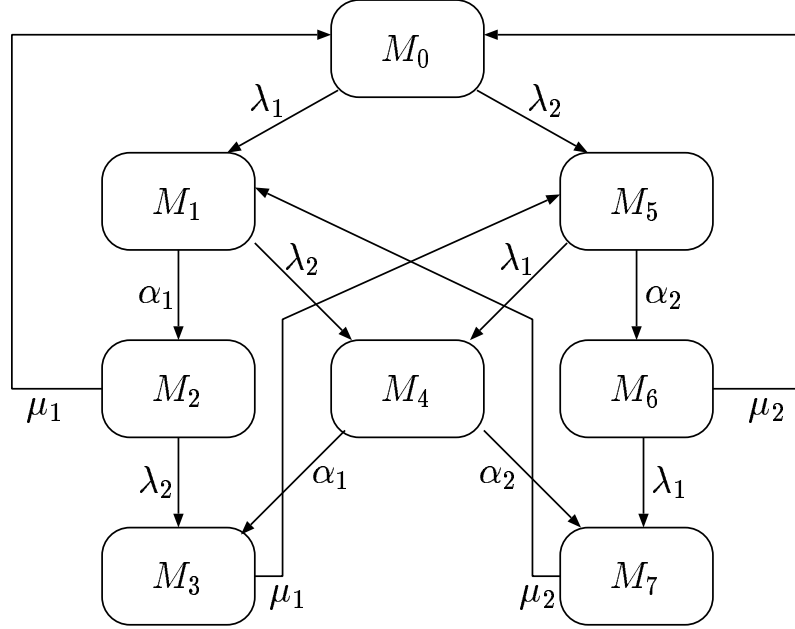 M₀
λ₁ λ₂
M₁ M₅
λ₂ λ₁
α₁ α₂
M₂ M₄ M₆
μ₁ μ₂
λ₂ α₁ α₂ λ₁
M₃ M₇
μ₁ μ₂